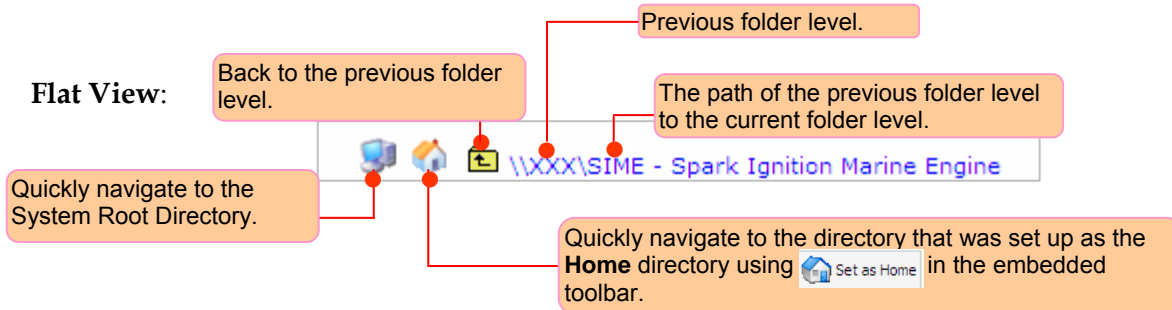 Previous folder level.
Back to the previous folder
level.
Flat View:
The path of the previous folder level
to the current folder level.
\\XXX\SIME - Spark Ignition Marine Engine
Quickly navigate to the
System Root Directory.
Quickly navigate to the directory that was set up as the
Home directory using Set as Home in the embedded
toolbar.